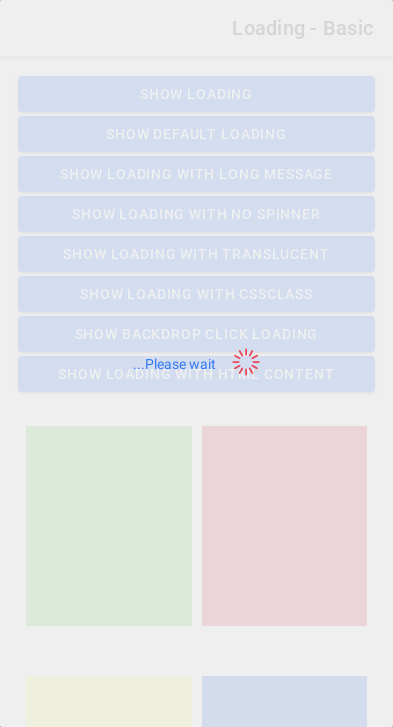 Loading - Basic
SHOW LOADING
SHOW DEFAULT LOADING
SHOW LOADING WITH LONG MESSAGE
SHOW LOADING WITH NO SPINNER
SHOW LOADING WITH TRANSLUCENT
SHOW LOADING WITH CSSCLASS
SHOW BACKDROP CLICK LOADING
...Please wait
SHOW LOADING WITH HTML CONTENT